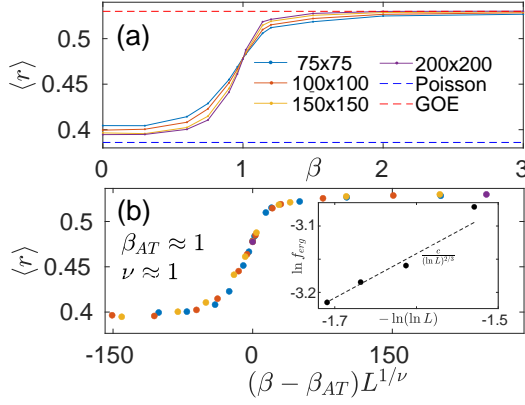 (a)
⟨r⟩
0.5
0.45
0.4
75x75
100x100
150x150
200x200
Poisson
GOE
0 1 2 3
β
(b)
⟨r⟩
0.5
0.45
0.4
β_AT ≈ 1
ν ≈ 1
ln f_erg
-3.1
-3.2
c/(ln L)^{2/3}
-1.7 -1.5
− ln(ln L)
-150 0 150
(β − β_AT)L^{1/ν}